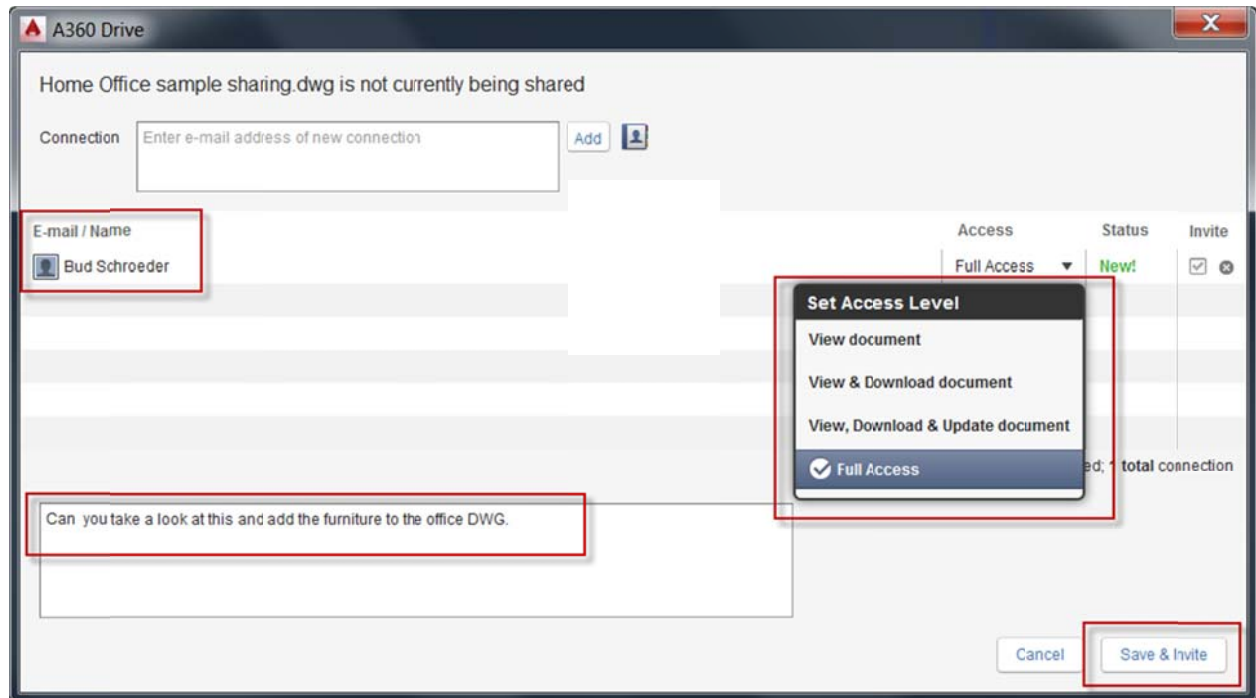 A360 Drive
Home Office sample sharing.dwg is not currently being shared
Connection Enter e-mail address of new connection Add
E-mail / Name Access Status Invite
Bud Schroeder Full Access New!
Set Access Level
View document
View & Download document
View, Download & Update document
Full Access
total connection
Can you take a look at this and add the furniture to the office DWG.
Cancel Save & Invite